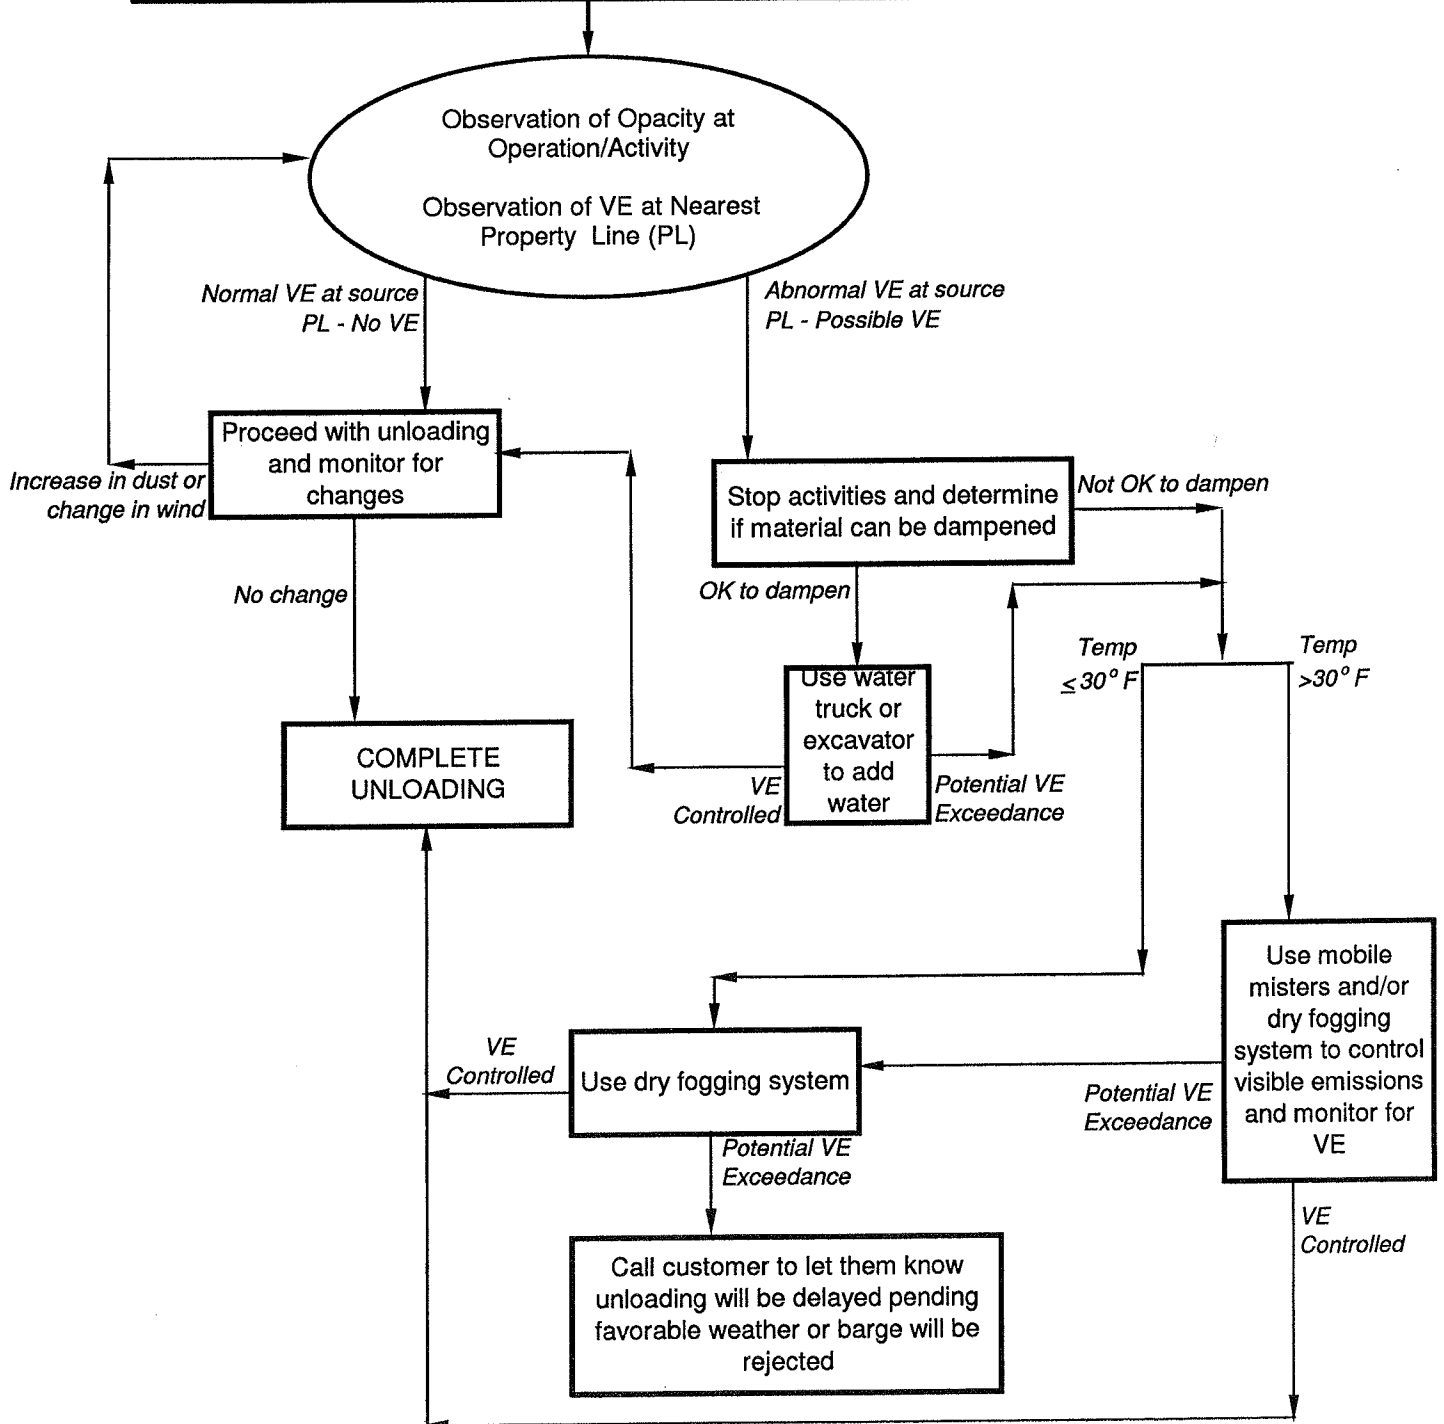 Observation of Opacity at
Operation/Activity
Observation of VE at Nearest
Property Line (PL)
Normal VE at source
PL - No VE
Abnormal VE at source
PL - Possible VE
Proceed with unloading
and monitor for
changes
Increase in dust or
change in wind
Stop activities and determine
if material can be dampened
Not OK to dampen
No change
OK to dampen
Temp
≤30° F
Temp
>30° F
Use water
truck or
excavator
to add
water
COMPLETE
UNLOADING
VE
Controlled
Potential VE
Exceedance
Use mobile
misters and/or
dry fogging
system to control
visible emissions
and monitor for
VE
VE
Controlled
Use dry fogging system
Potential VE
Exceedance
Potential VE
Exceedance
VE
Controlled
Call customer to let them know
unloading will be delayed pending
favorable weather or barge will be
rejected